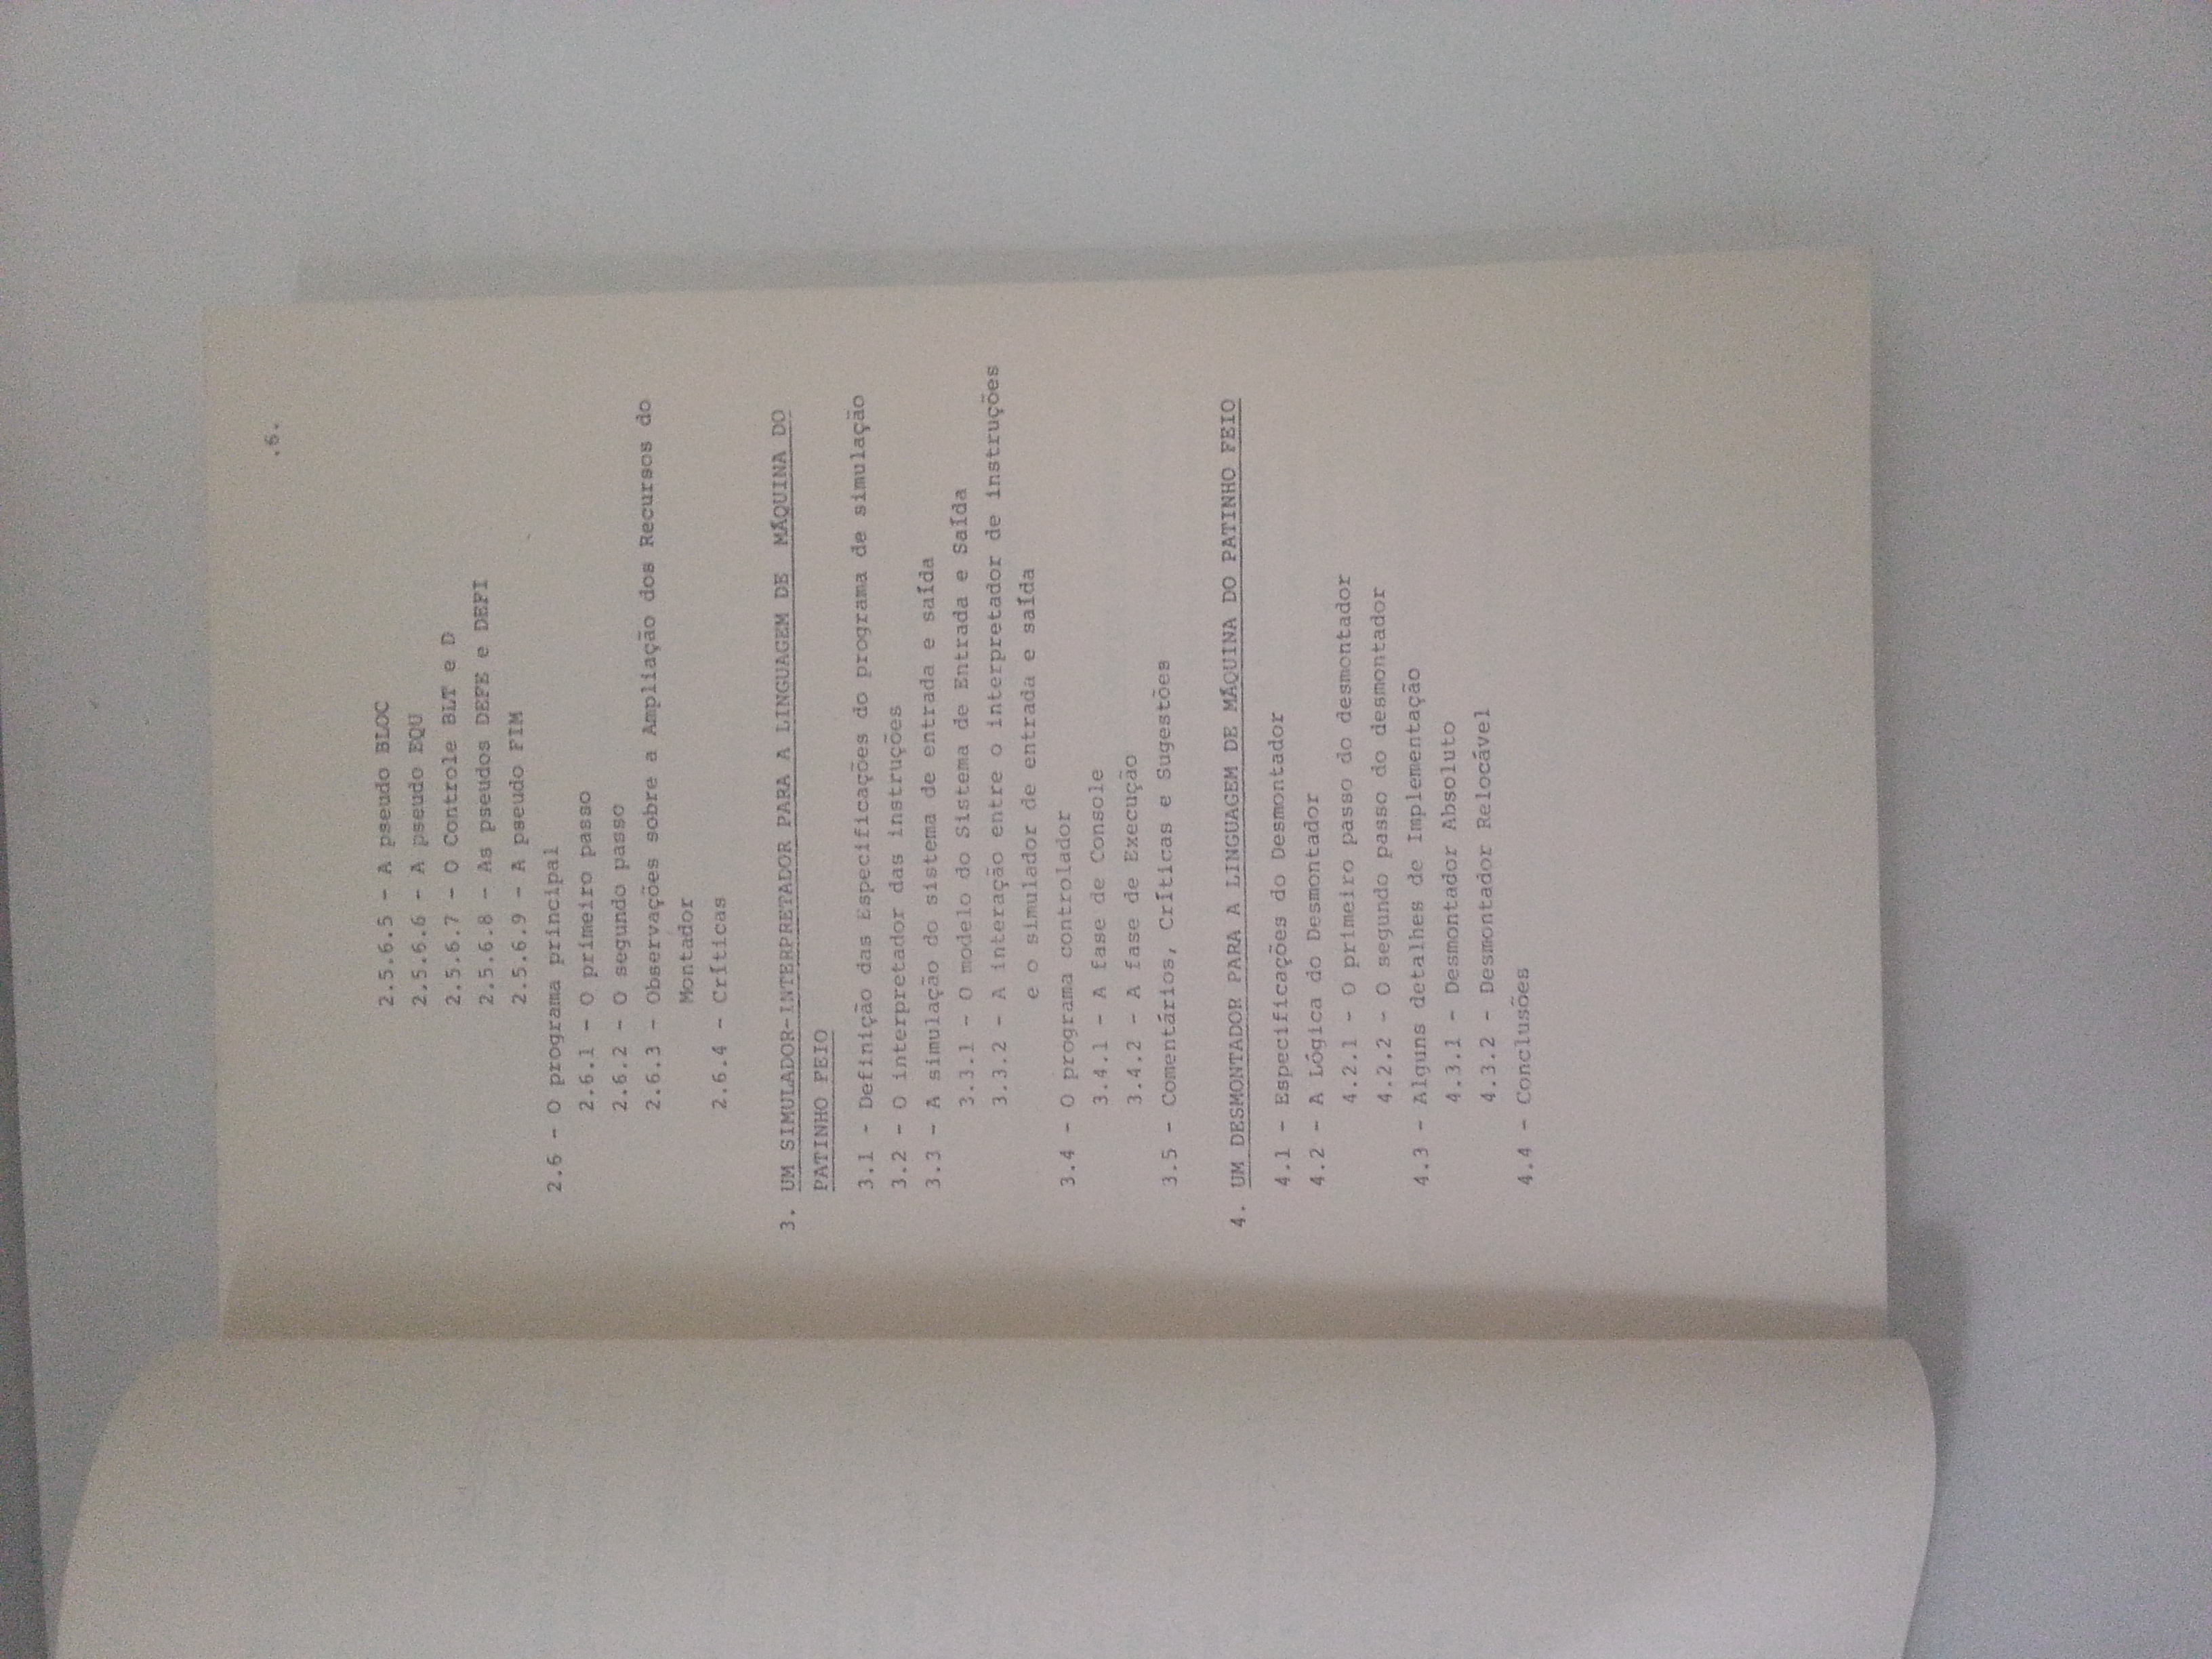 .6.
2.5.6.5 - A pseudo BLOC
2.5.6.6 - A pseudo EQU
2.5.6.7 - O Controle BLT e D
2.5.6.8 - As pseudos DEFE e DEFI
2.5.6.9 - A pseudo FIM
2.6 - O programa principal
2.6.1 - O primeiro passo
2.6.2 - O segundo passo
2.6.3 - Observações sobre a Ampliação dos Recursos do
Montador
2.6.4 - Críticas
3. UM SIMULADOR-INTERPRETADOR PARA A LINGUAGEM DE MÁQUINA DO
PATINHO FEIO
3.1 - Definição das Especificações do programa de simulação
3.2 - O interpretador das instruções
3.3 - A simulação do sistema de entrada e saída
3.3.1 - O modelo do Sistema de Entrada e Saída
3.3.2 - A interação entre o interpretador de instruções
e o simulador de entrada e saída
3.4 - O programa controlador
3.4.1 - A fase de Console
3.4.2 - A fase de Execução
3.5 - Comentários, Críticas e Sugestões
4. UM DESMONTADOR PARA A LINGUAGEM DE MÁQUINA DO PATINHO FEIO
4.1 - Especificações do Desmontador
4.2 - A Lógica do Desmontador
4.2.1 - O primeiro passo do desmontador
4.2.2 - O segundo passo do desmontador
4.3 - Alguns detalhes de Implementação
4.3.1 - Desmontador Absoluto
4.3.2 - Desmontador Relocável
4.4 - Conclusões